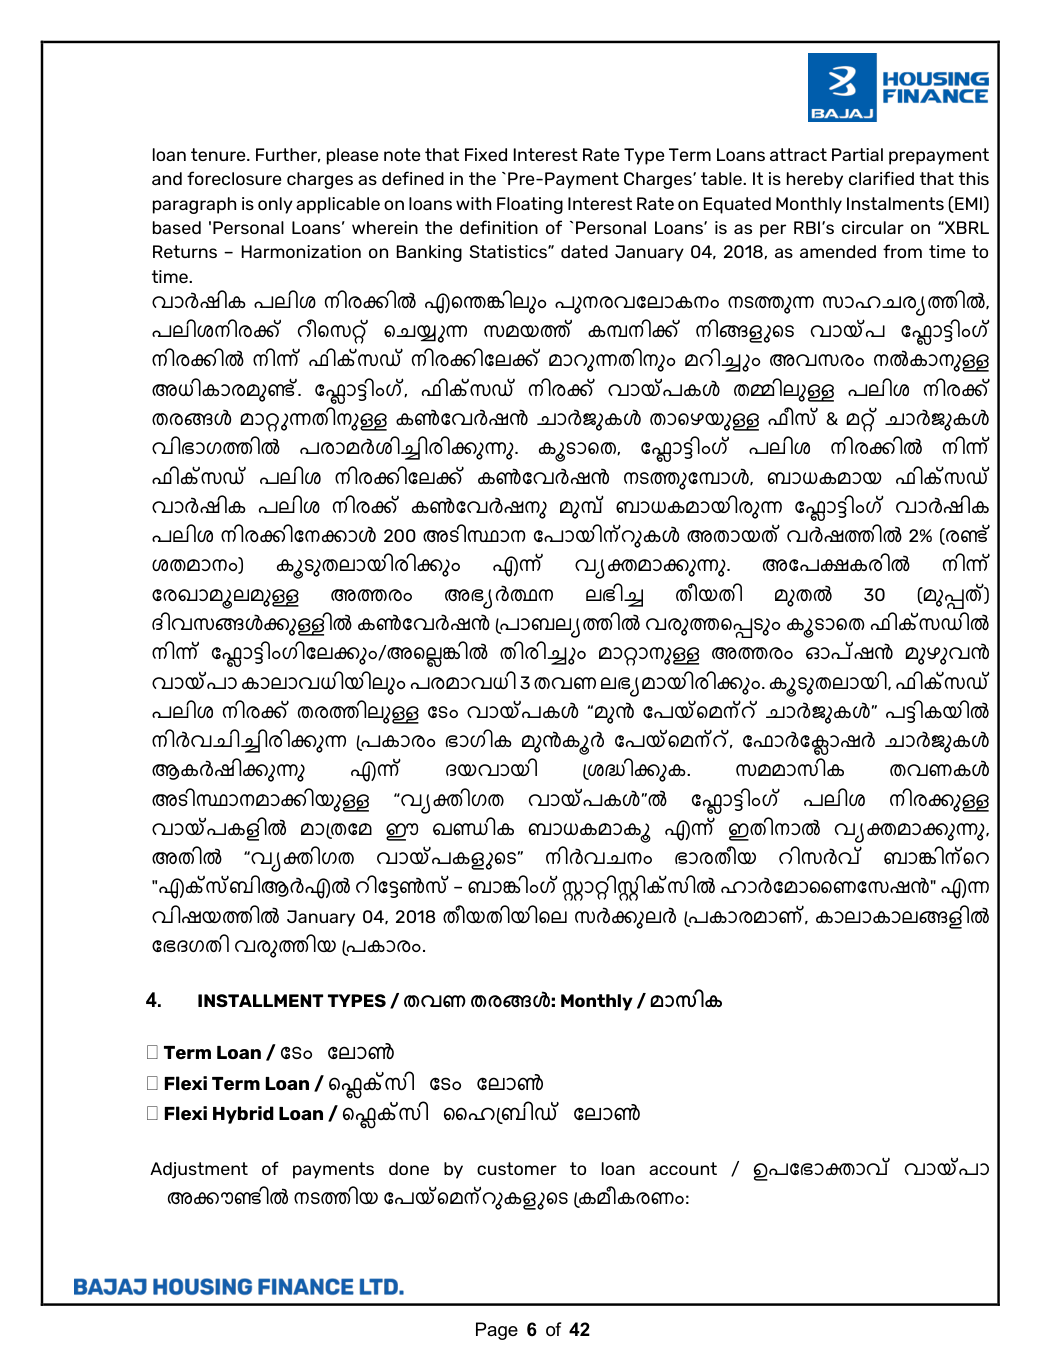 BAJAJ
HOUSING
FINANCE
loan tenure. Further, please note that Fixed Interest Rate Type Term Loans attract Partial prepayment
and foreclosure charges as defined in the `Pre-Payment Charges’ table. It is hereby clarified that this
paragraph is only applicable on loans with Floating Interest Rate on Equated Monthly Instalments (EMI)
based 'Personal Loans’ wherein the definition of `Personal Loans’ is as per RBI’s circular on “XBRL
Returns – Harmonization on Banking Statistics” dated January 04, 2018, as amended from time to
time.
വാർഷിക പലിശ നിരക്കിൽ എന്തെങ്കിലും പുനരവലോകനം നടത്തുന്ന സാഹചര്യത്തിൽ,
പലിശനിരക്ക് റീസെറ്റ് ചെയ്യുന്ന സമയത്ത് കമ്പനിക്ക് നിങ്ങളുടെ വായ്പ ഫ്ലോട്ടിംഗ്
നിരക്കിൽ നിന്ന് ഫിക്സഡ് നിരക്കിലേക്ക് മാറുന്നതിനും മറിച്ചും അവസരം നൽകാനുള്ള
അധികാരമുണ്ട്. ഫ്ലോട്ടിംഗ്, ഫിക്സഡ് നിരക്ക് വായ്പകൾ തമ്മിലുള്ള പലിശ നിരക്ക്
തരങ്ങൾ മാറ്റുന്നതിനുള്ള കൺവേർഷൻ ചാർജുകൾ താഴെയുള്ള ഫീസ് & മറ്റ് ചാർജുകൾ
വിഭാഗത്തിൽ പരാമർശിച്ചിരിക്കുന്നു. കൂടാതെ, ഫ്ലോട്ടിംഗ് പലിശ നിരക്കിൽ നിന്ന്
ഫിക്സഡ് പലിശ നിരക്കിലേക്ക് കൺവേർഷൻ നടത്തുമ്പോൾ, ബാധകമായ ഫിക്സഡ്
വാർഷിക പലിശ നിരക്ക് കൺവേർഷനു മുമ്പ് ബാധകമായിരുന്ന ഫ്ലോട്ടിംഗ് വാർഷിക
പലിശ നിരക്കിനേക്കാൾ 200 അടിസ്ഥാന പോയിന്റുകൾ അതായത് വർഷത്തിൽ 2% (രണ്ട്
ശതമാനം) കൂടുതലായിരിക്കും എന്ന് വ്യക്തമാക്കുന്നു. അപേക്ഷകരിൽ നിന്ന്
രേഖാമൂലമുള്ള അത്തരം അഭ്യർത്ഥന ലഭിച്ച തീയതി മുതൽ 30 (മുപ്പത്)
ദിവസങ്ങൾക്കുള്ളിൽ കൺവേർഷൻ പ്രാബല്യത്തിൽ വരുത്തപ്പെടും കൂടാതെ ഫിക്സഡിൽ
നിന്ന് ഫ്ലോട്ടിംഗിലേക്കും/അല്ലെങ്കിൽ തിരിച്ചും മാറ്റാനുള്ള അത്തരം ഓപ്ഷൻ മുഴുവൻ
വായ്പാ കാലാവധിയിലും പരമാവധി 3 തവണ ലഭ്യമായിരിക്കും. കൂടുതലായി, ഫിക്സഡ്
പലിശ നിരക്ക് തരത്തിലുള്ള ടേം വായ്പകൾ “മുൻ പേയ്മെന്റ് ചാർജുകൾ” പട്ടികയിൽ
നിർവചിച്ചിരിക്കുന്ന പ്രകാരം ഭാഗിക മുൻകൂർ പേയ്മെന്റ്, ഫോർക്ലോഷർ ചാർജുകൾ
ആകർഷിക്കുന്നു എന്ന് ദയവായി ശ്രദ്ധിക്കുക. സമമാസിക തവണകൾ
അടിസ്ഥാനമാക്കിയുള്ള “വ്യക്തിഗത വായ്പകൾ”ൽ ഫ്ലോട്ടിംഗ് പലിശ നിരക്കുള്ള
വായ്പകളിൽ മാത്രമേ ഈ ഖണ്ഡിക ബാധകമാകൂ എന്ന് ഇതിനാൽ വ്യക്തമാക്കുന്നു,
അതിൽ “വ്യക്തിഗത വായ്പകളുടെ” നിർവചനം ഭാരതീയ റിസർവ് ബാങ്കിന്റെ
"എക്സ്ബിആർഎൽ റിട്ടേൺസ് – ബാങ്കിംഗ് സ്റ്റാറ്റിസ്റ്റിക്സിൽ ഹാർമോണൈസേഷൻ" എന്ന
വിഷയത്തിൽ January 04, 2018 തീയതിയിലെ സർക്കുലർ പ്രകാരമാണ്, കാലാകാലങ്ങളിൽ
ഭേദഗതി വരുത്തിയ പ്രകാരം.
4. INSTALLMENT TYPES / തവണ തരങ്ങൾ: Monthly / മാസിക
□ Term Loan / ടേം ലോൺ
□ Flexi Term Loan / ഫ്ലെക്സി ടേം ലോൺ
□ Flexi Hybrid Loan / ഫ്ലെക്സി ഹൈബ്രിഡ് ലോൺ
Adjustment of payments done by customer to loan account / ഉപഭോക്താവ് വായ്പാ
അക്കൗണ്ടിൽ നടത്തിയ പേയ്മെന്റുകളുടെ ക്രമീകരണം:
BAJAJ HOUSING FINANCE LTD.
Page 6 of 42